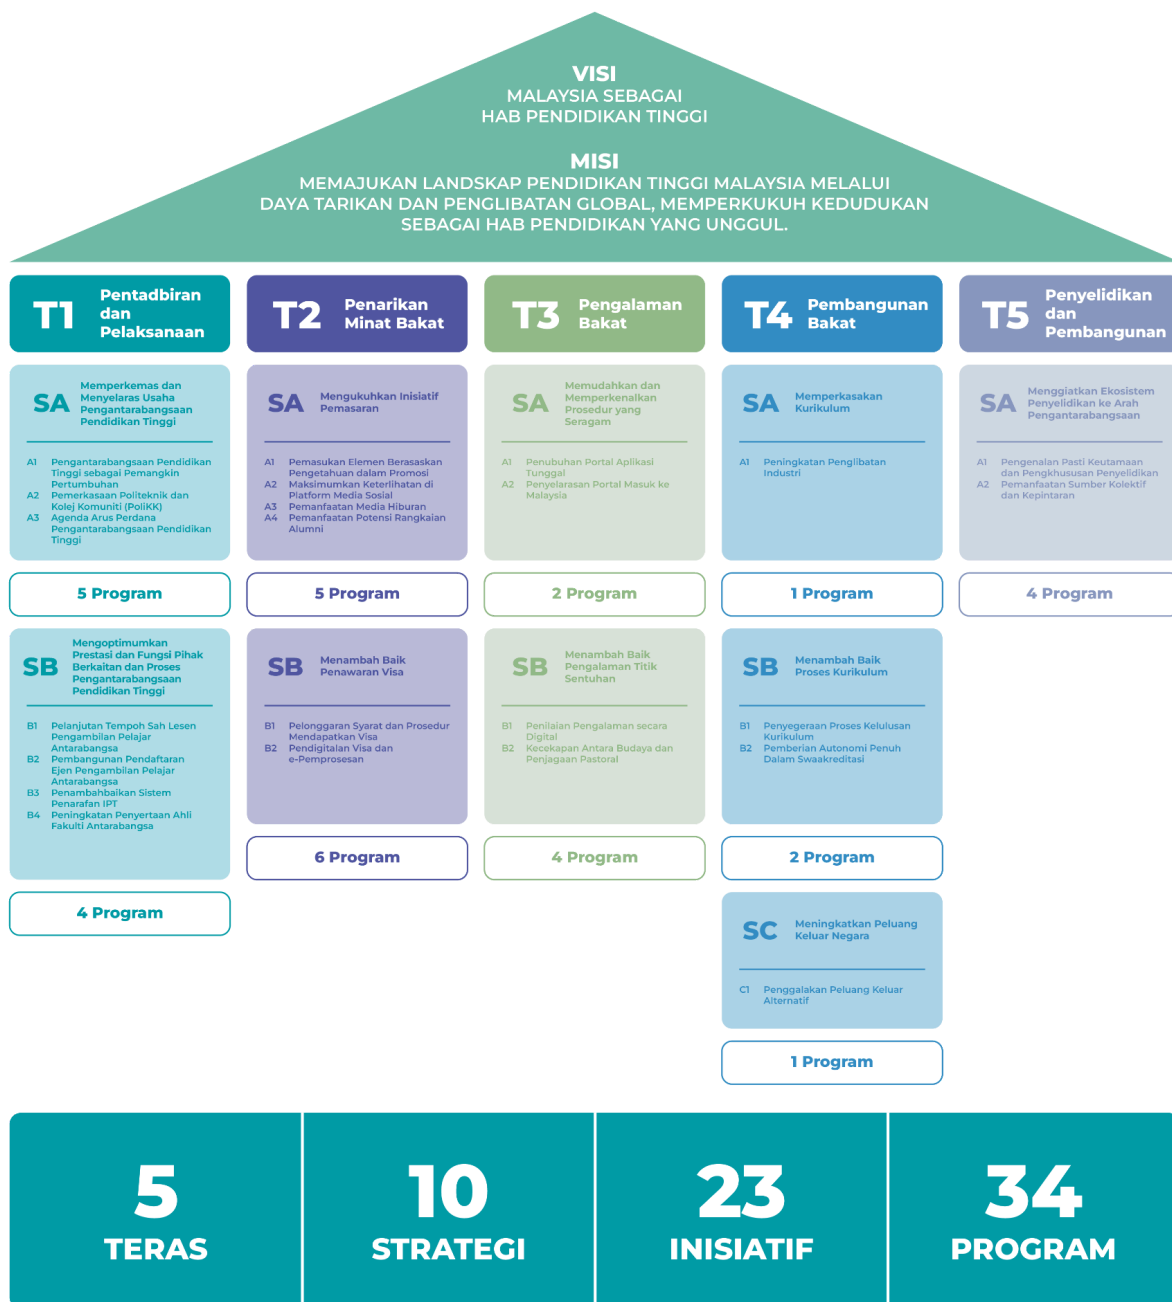 VISI
MALAYSIA SEBAGAI
HAB PENDIDIKAN TINGGI
MISI
MEMAJUKAN LANDSKAP PENDIDIKAN TINGGI MALAYSIA MELALUI
DAYA TARIKAN DAN PENGLIBATAN GLOBAL, MEMPERKUKUH KEDUDUKAN
SEBAGAI HAB PENDIDIKAN YANG UNGGUL.
T1
Pentadbiran
dan
Pelaksanaan
SA
Memperkemas dan
Menyelaras Usaha
Pengantarabangsaan
Pendidikan Tinggi
A1 Pengantarabangsaan Pendidikan
Tinggi sebagai Pemangkin
Pertumbuhan
A2 Pemerkasaan Politeknik dan
Kolej Komuniti (PoliKK)
A3 Agenda Arus Perdana
Pengantarabangsaan Pendidikan
Tinggi
5 Program
SB
Mengoptimumkan
Prestasi dan Fungsi Pihak
Berkaitan dan Proses
Pengantarabangsaan
Pendidikan Tinggi
B1 Pelanjutan Tempoh Sah Lesen
Pengambilan Pelajar
Antarabangsa
B2 Pembangunan Pendaftaran
Ejen Pengambilan Pelajar
Antarabangsa
B3 Penambahbaikan Sistem
Penarafan IPT
B4 Peningkatan Penyertaan Ahli
Fakulti Antarabangsa
4 Program
T2
Penarikan
Minat Bakat
SA
Mengukuhkan Inisiatif
Pemasaran
A1 Pemasukan Elemen Berasaskan
Pengetahuan dalam Promosi
A2 Maksimumkan Keterlihatan di
Platform Media Sosial
A3 Pemanfaatan Media Hiburan
A4 Pemanfaatan Potensi Rangkaian
Alumni
5 Program
SB
Menambah Baik
Penawaran Visa
B1 Pelonggaran Syarat dan Prosedur
Mendapatkan Visa
B2 Pendigitalan Visa dan
e-Pemprosesan
6 Program
T3
Pengalaman
Bakat
SA
Memudahkan dan
Memperkenalkan
Prosedur yang
Seragam
A1 Penubuhan Portal Aplikasi
Tunggal
A2 Penyelarasan Portal Masuk ke
Malaysia
2 Program
SB
Menambah Baik
Pengalaman Titik
Sentuhan
B1 Penilaian Pengalaman secara
Digital
B2 Kecekapan Antara Budaya dan
Penjagaan Pastoral
4 Program
T4
Pembangunan
Bakat
SA
Memperkasakan
Kurikulum
A1 Peningkatan Penglibatan
Industri
1 Program
SB
Menambah Baik
Proses Kurikulum
B1 Penyegeraan Proses Kelulusan
Kurikulum
B2 Pemberian Autonomi Penuh
Dalam Swaakreditasi
2 Program
SC
Meningkatkan Peluang
Keluar Negara
C1 Penggalakan Peluang Keluar
Alternatif
1 Program
T5
Penyelidikan
dan
Pembangunan
SA
Menggiatkan Ekosistem
Penyelidikan ke Arah
Pengantarabangsaan
A1 Pengenalan Pasti Keutamaan
dan Pengkhususan Penyelidikan
A2 Pemanfaatan Sumber Kolektif
dan Kepintaran
4 Program
5
TERAS
10
STRATEGI
23
INISIATIF
34
PROGRAM